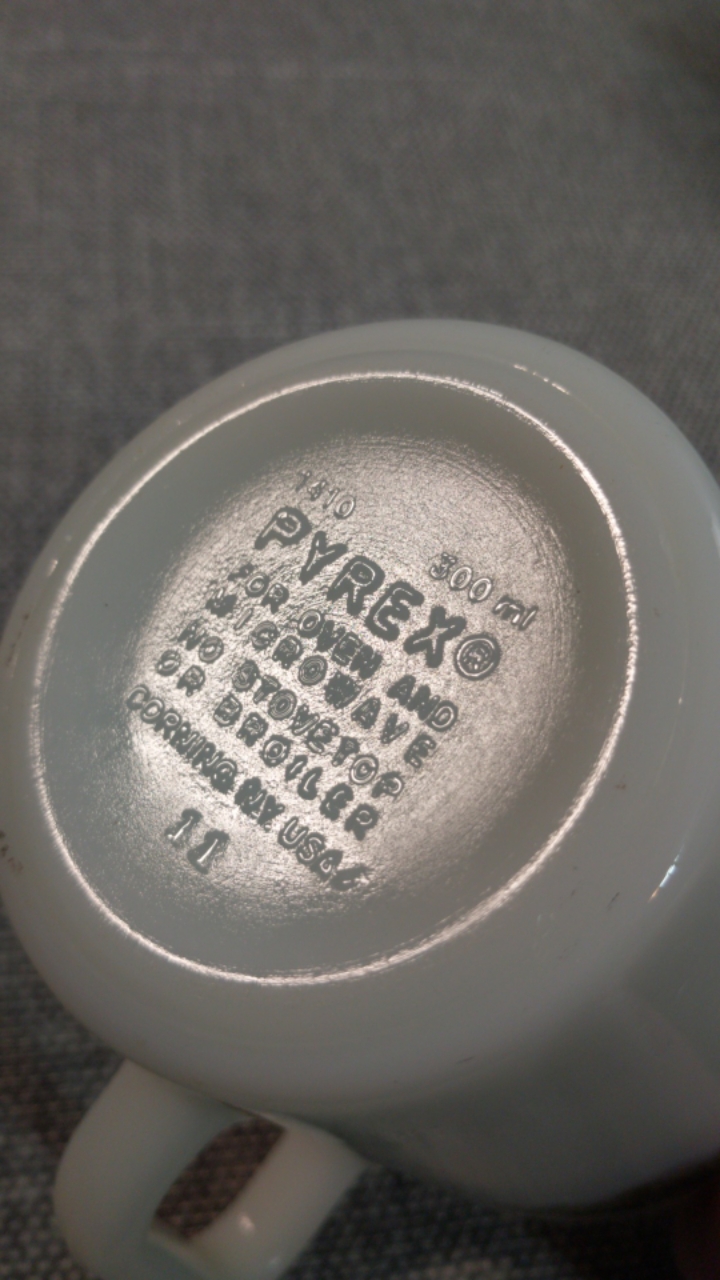 1410
300 ml
PYREX®
FOR OVEN AND
MICROWAVE
NO STOVETOP
OR BROILER
CORNING NY USA
11